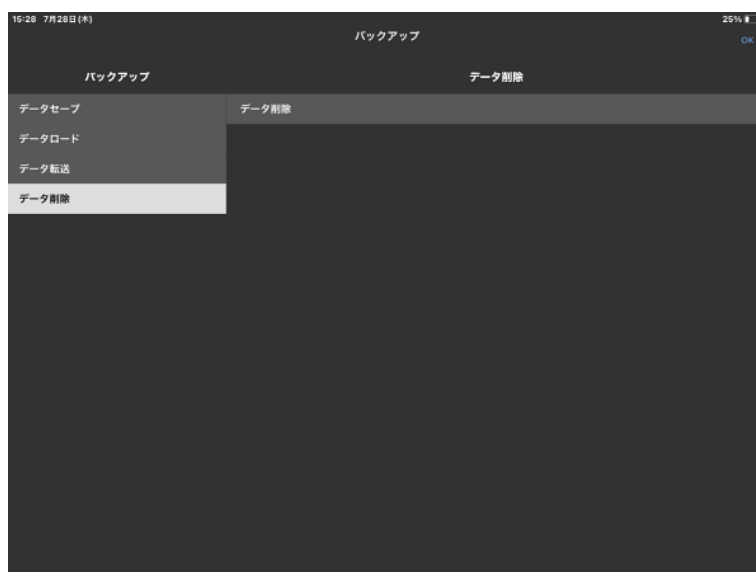 15:28 7月28日(木)
25%
バックアップ
OK
バックアップ
データ削除
データセーブ
データ削除
データロード
データ転送
データ削除